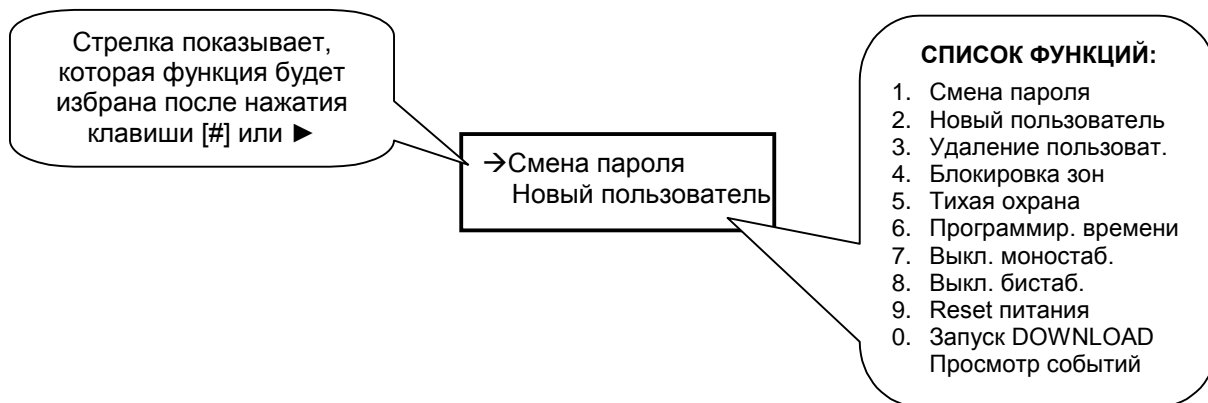 Стрелка показывает,
которая функция будет
избрана после нажатия
клавиши [#] или ►
→Смена пароля
Новый пользователь
СПИСОК ФУНКЦИЙ:
1. Смена пароля
2. Новый пользователь
3. Удаление пользоват.
4. Блокировка зон
5. Тихая охрана
6. Программир. времени
7. Выкл. моностаб.
8. Выкл. бистаб.
9. Reset питания
0. Запуск DOWNLOAD
Просмотр событий